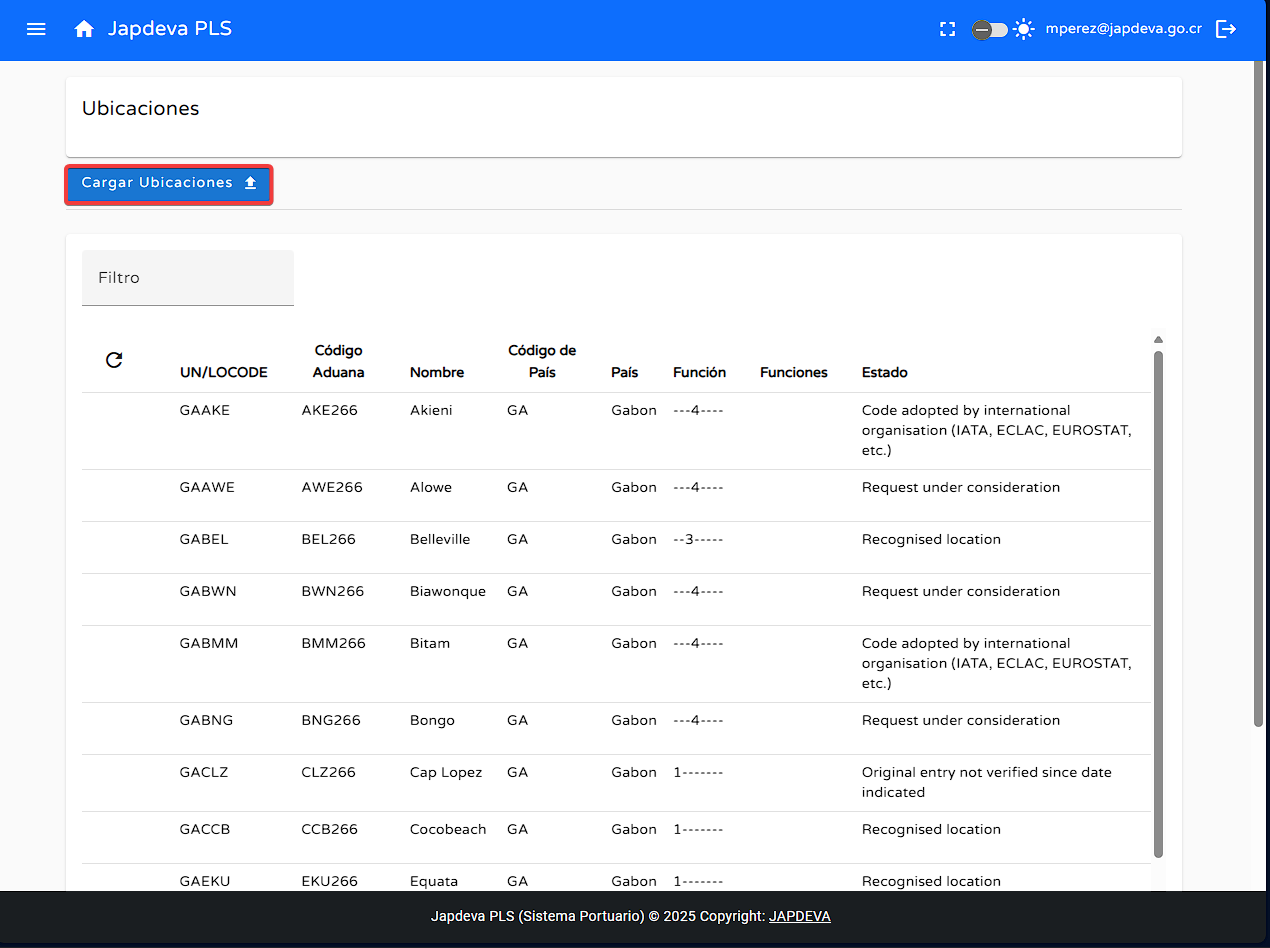 Japdeva PLS
mperez@japdeva.go.cr
Ubicaciones
Cargar Ubicaciones
Filtro
UN/LOCODE Código Aduana Nombre Código de País País Función Funciones Estado
GAAKE AKE266 Akieni GA Gabon ---4---- Code adopted by international
organisation (IATA, ECLAC, EUROSTAT,
etc.)
GAAWE AWE266 Alowe GA Gabon ---4---- Request under consideration
GABEL BEL266 Belleville GA Gabon --3----- Recognised location
GABWN BWN266 Biawonque GA Gabon ---4---- Request under consideration
GABMM BMM266 Bitam GA Gabon ---4---- Code adopted by international
organisation (IATA, ECLAC, EUROSTAT,
etc.)
GABNG BNG266 Bongo GA Gabon ---4---- Request under consideration
GACLZ CLZ266 Cap Lopez GA Gabon 1------- Original entry not verified since date
indicated
GACCB CCB266 Cocobeach GA Gabon 1------- Recognised location
GAEKU EKU266 Equata GA Gabon 1------- Recognised location
Japdeva PLS (Sistema Portuario) © 2025 Copyright: JAPDEVA